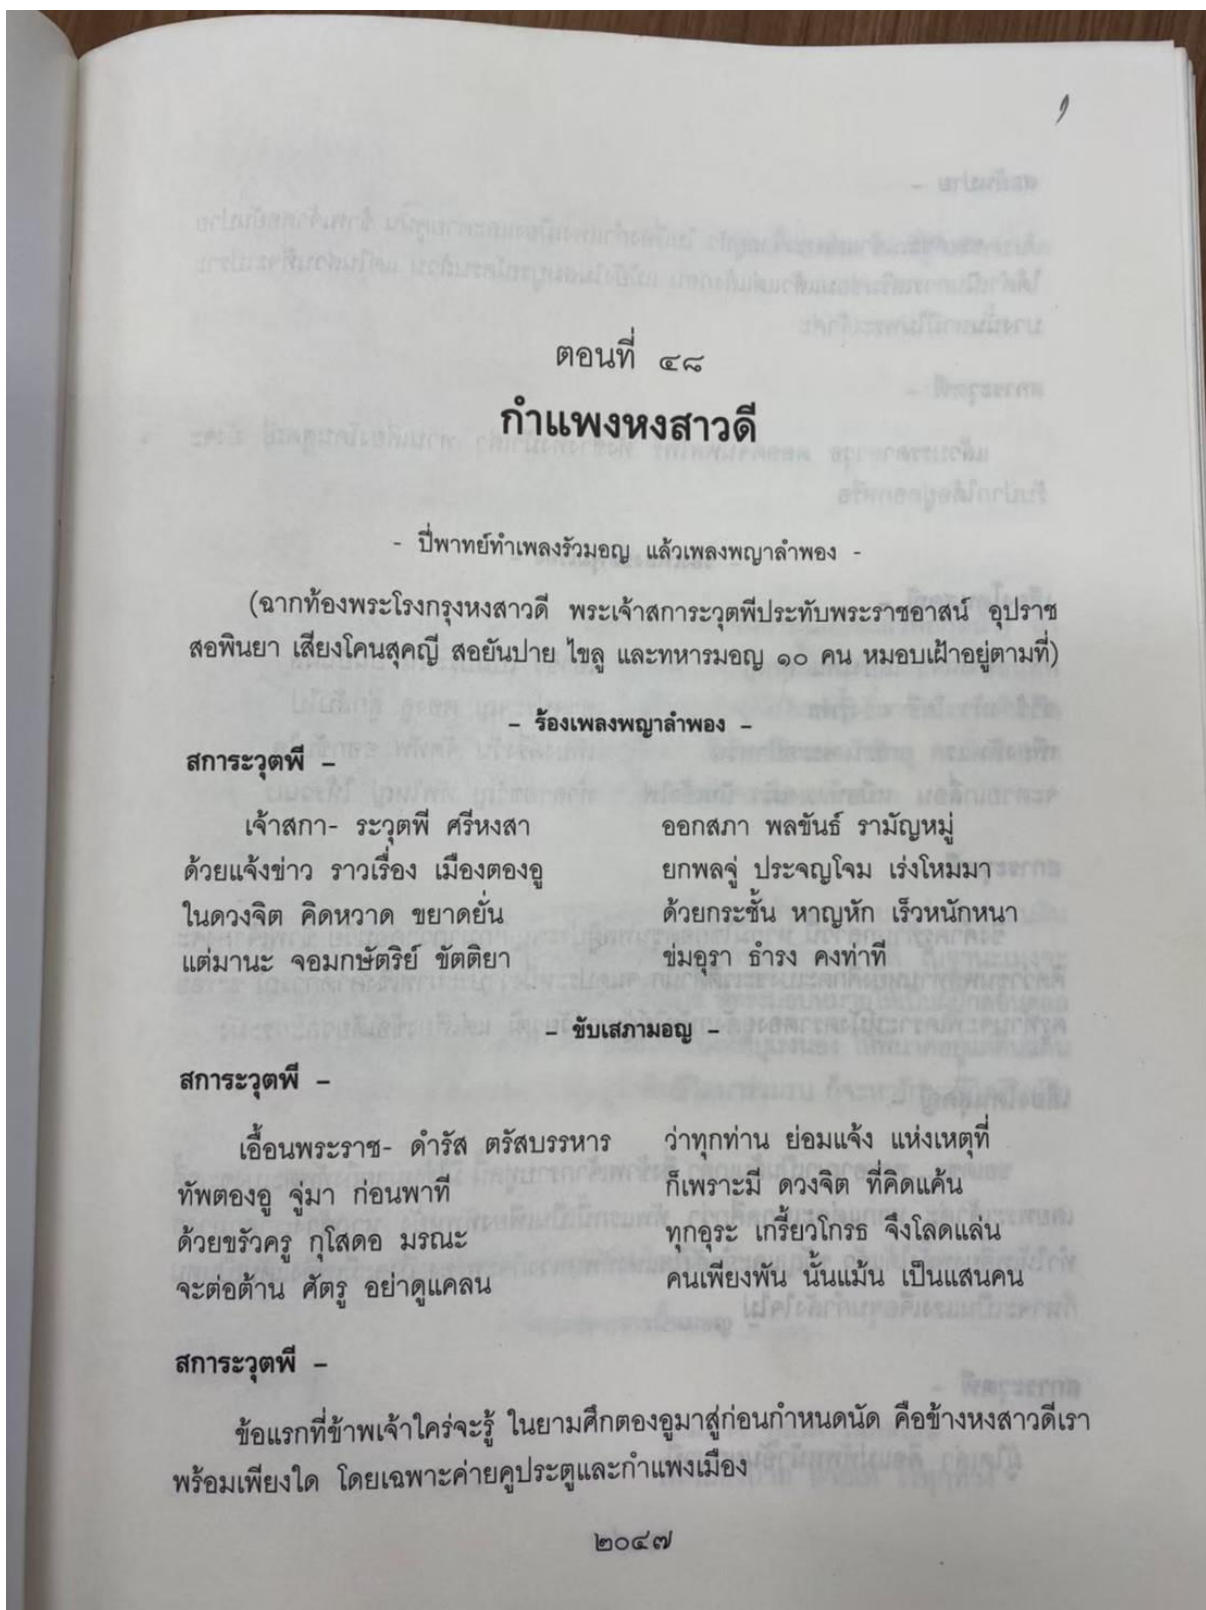 ๑
ตอนที่ ๔๘
กำแพงหงสาวดี
- ปี่พาทย์ทำเพลงรัวมอญ แล้วเพลงพญาลำพอง -
(ฉากท้องพระโรงกรุงหงสาวดี พระเจ้าสการะวุตพีประทับพระราชอาสน์ อุปราช
สอพินยา เสียงโคนสุคญี สอยันปาย ไขลู และทหารมอญ ๑๐ คน หมอบเฝ้าอยู่ตามที่)
- ร้องเพลงพญาลำพอง -
สการะวุตพี -
เจ้าสกา- ระวุตพี ศรีหงสา ออกสภา พลขันธ์ รามัญหมู่
ด้วยแจ้งข่าว ราวเรื่อง เมืองตองอู ยกพลจู่ ประจญโจม เร่งโหมมา
ในดวงจิต คิดหวาด ขยาดยั่น ด้วยกระชั้น หาญหัก เร็วหนักหนา
แต่มานะ จอมกษัตริย์ ขัตติยา ข่มอุรา ธำรง คงท่าที
- ขับเสภามอญ -
สการะวุตพี -
เอื้อนพระราช- ดำรัส ตรัสบรรหาร ว่าทุกท่าน ย่อมแจ้ง แห่งเหตุที่
ทัพตองอู จู่มา ก่อนพาที ก็เพราะมี ดวงจิต ที่คิดแค้น
ด้วยขรัวครู กุโสดอ มรณะ ทุกอุระ เกรี้ยวโกรธ จึงโลดแล่น
จะต่อต้าน ศัตรู อย่าดูแคลน คนเพียงพัน นั้นแม้น เป็นแสนคน
สการะวุตพี -
ข้อแรกที่ข้าพเจ้าใคร่จะรู้ ในยามศึกตองอูมาสู่ก่อนกำหนดนัด คือข้างหงสาวดีเรา
พร้อมเพียงใด โดยเฉพาะค่ายคูประตูและกำแพงเมือง
๒๐๔๗